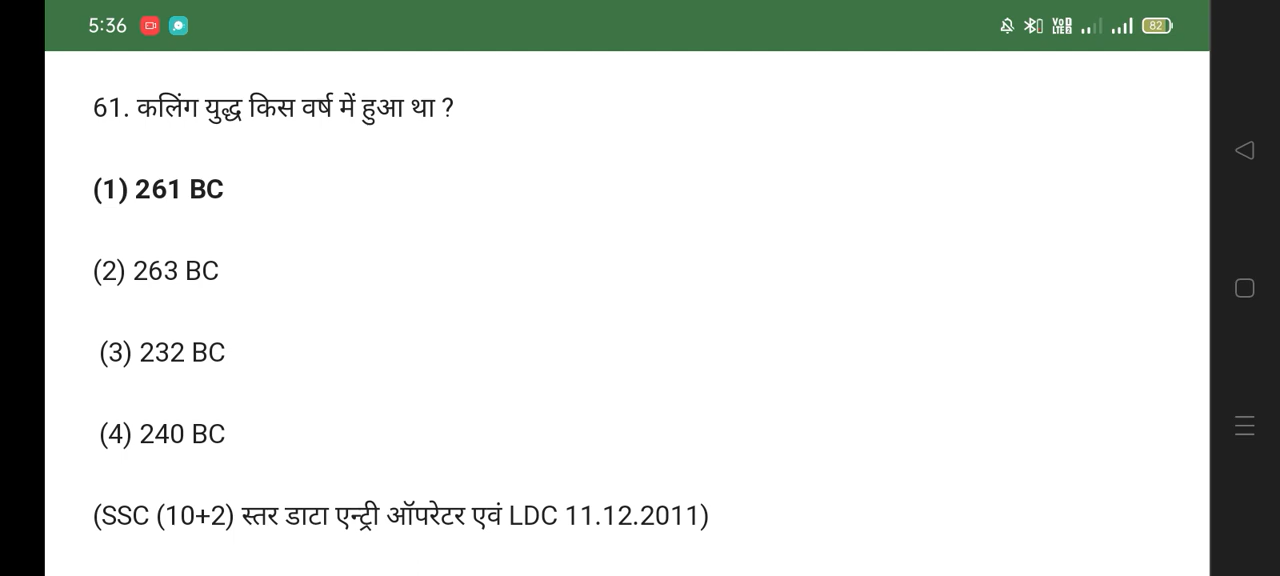 5:36
82
61. कलिंग युद्ध किस वर्ष में हुआ था ?
(1) 261 BC
(2) 263 BC
(3) 232 BC
(4) 240 BC
(SSC (10+2) स्तर डाटा एन्ट्री ऑपरेटर एवं LDC 11.12.2011)